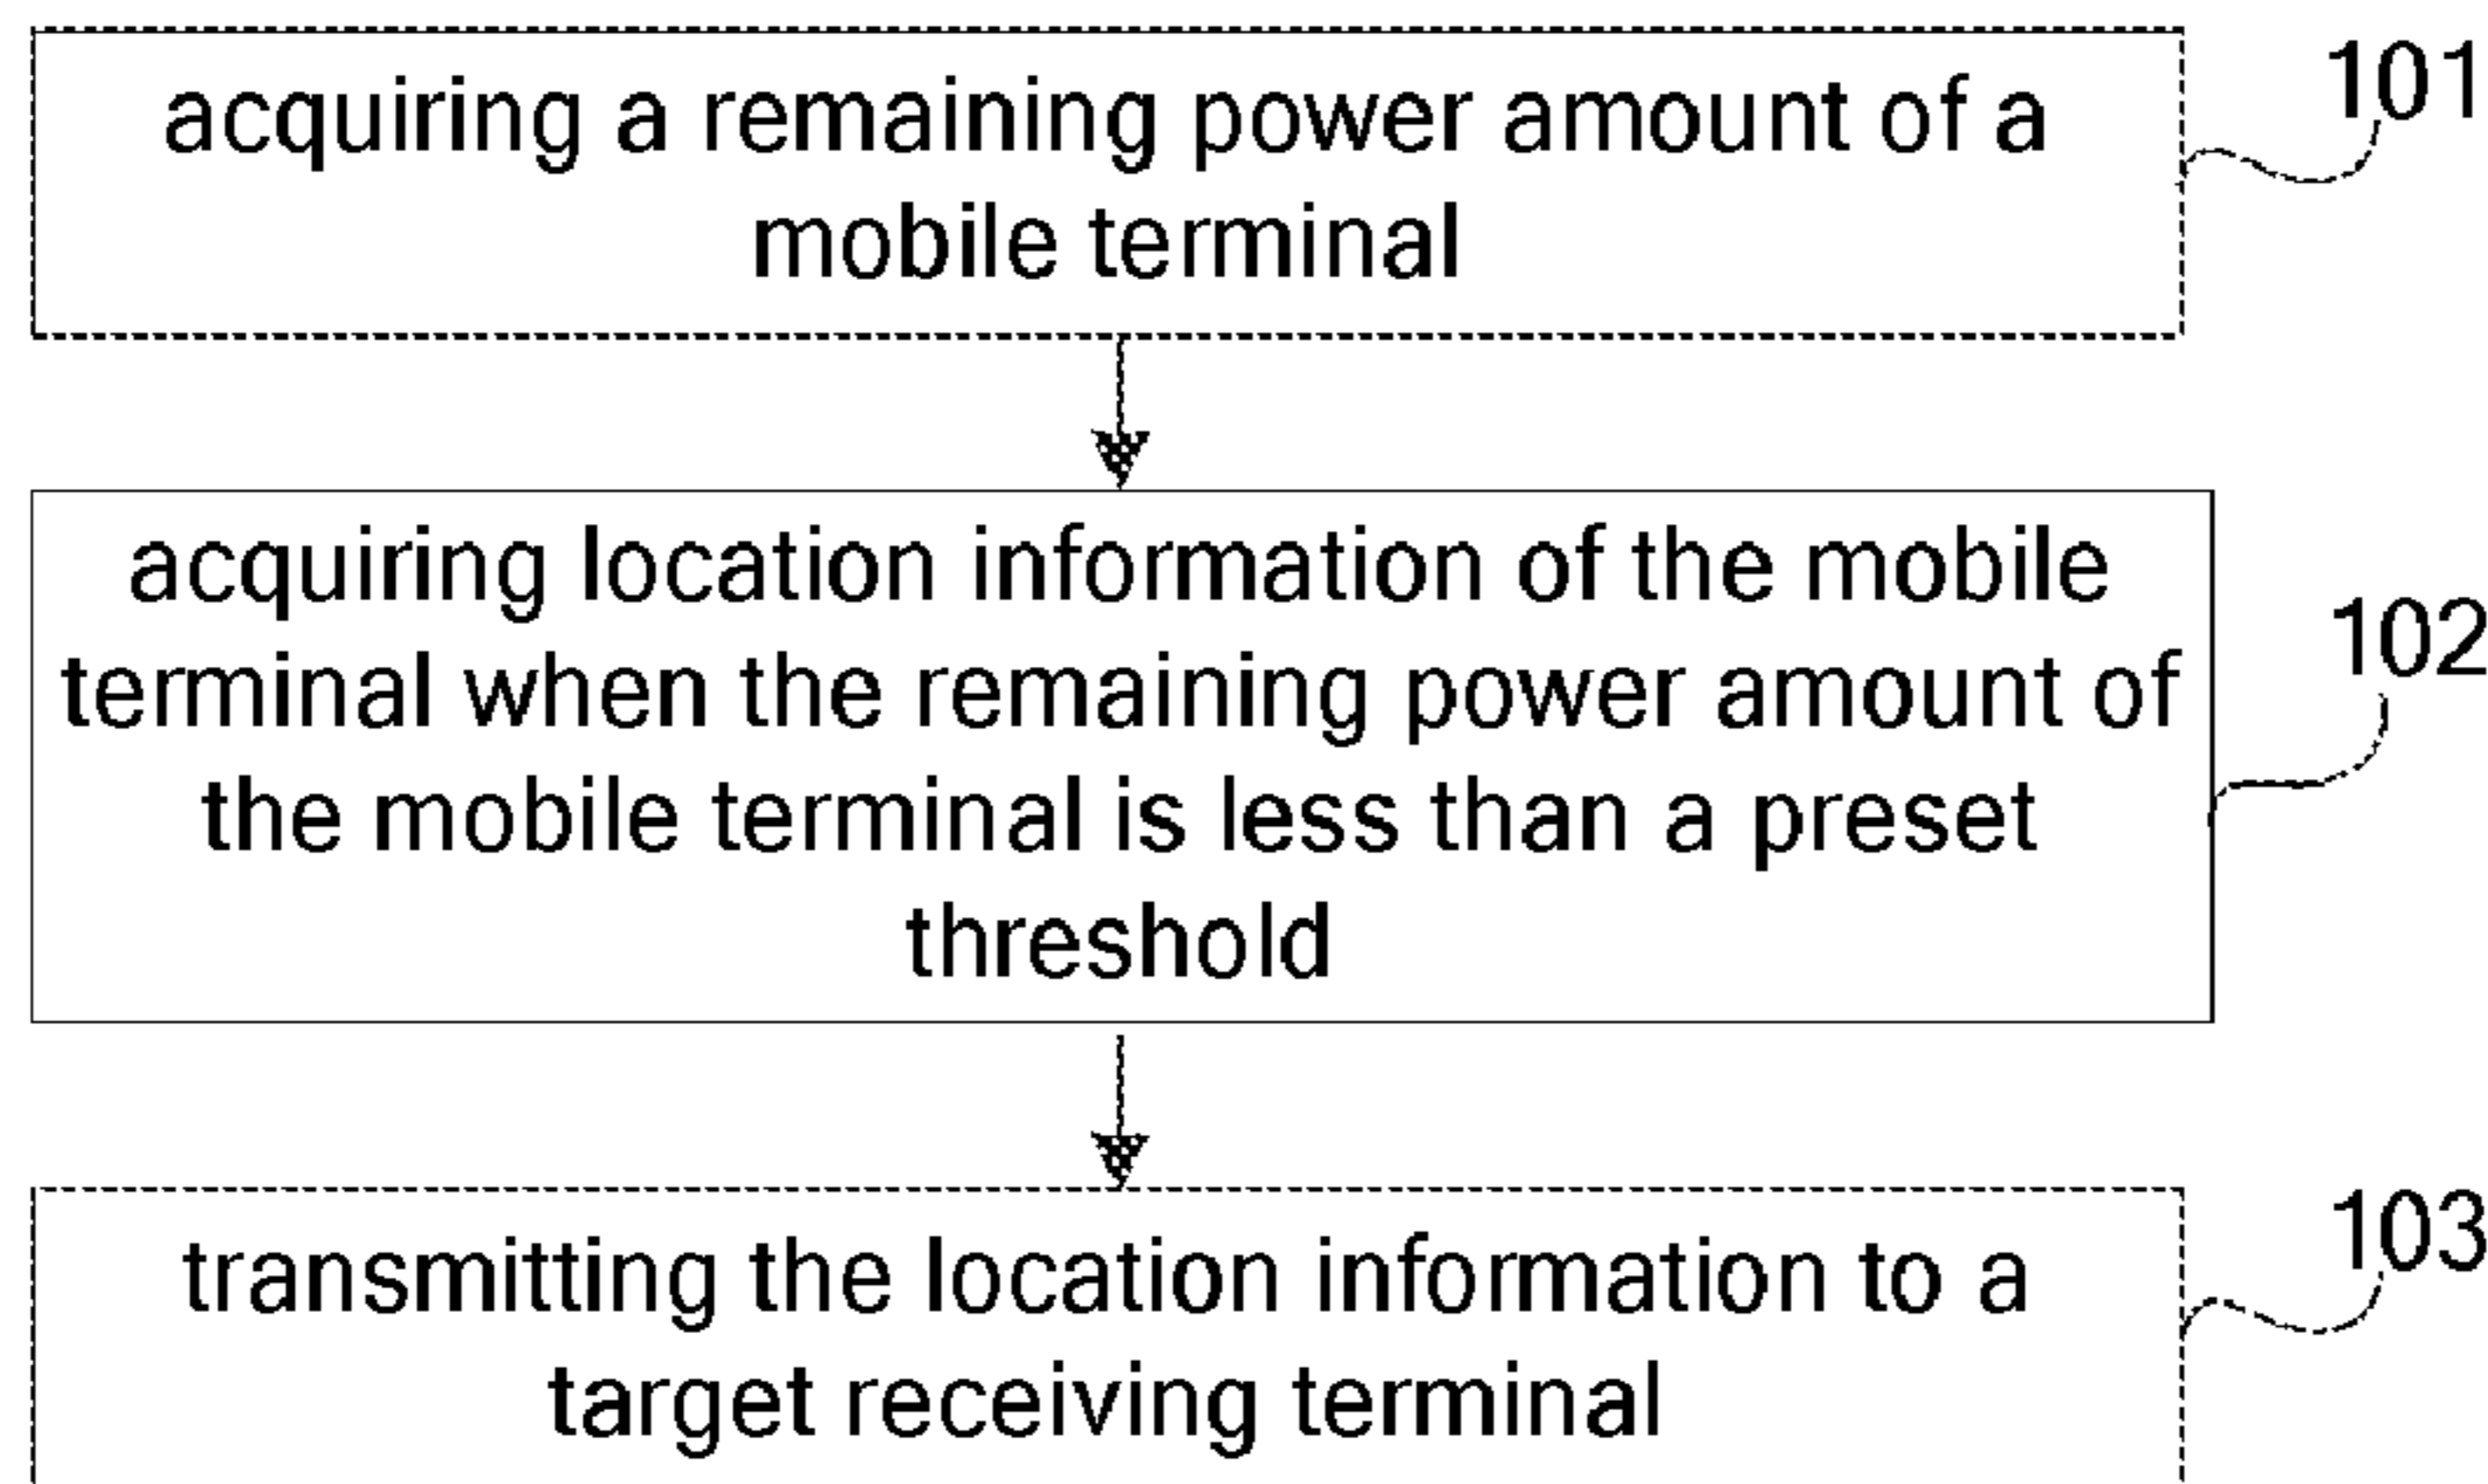 acquiring a remaining power amount of a
mobile terminal
101
acquiring location information of the mobile
terminal when the remaining power amount of
the mobile terminal is less than a preset
threshold
102
transmitting the location information to a
target receiving terminal
103